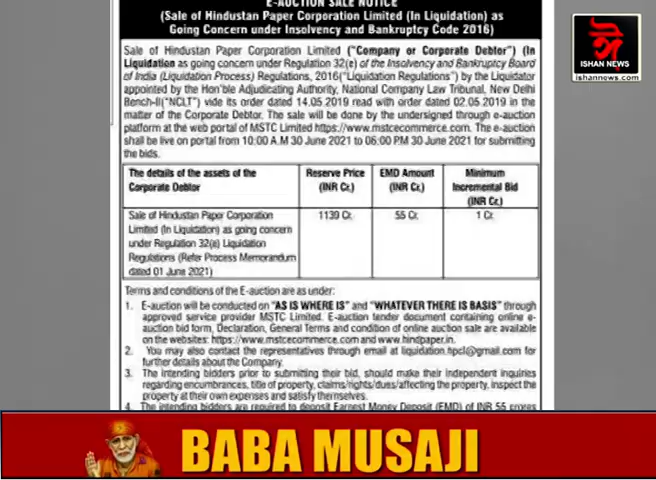 E-AUCTION SALE NOTICE
(Sale of Hindustan Paper Corporation Limited (In Liquidation) as
Going Concern under Insolvency and Bankruptcy Code 2016)
Sale of Hindustan Paper Corporation Limited ("Company or Corporate Debtor") (In
Liquidation as going concern under Regulation 32(e) of the Insolvency and Bankruptcy Board
of India (Liquidation Process) Regulations, 2016("Liquidation Regulations") by the Liquidator
appointed by the Hon'ble Adjudicating Authority, National Company Law Tribunal, New Delhi
Bench-II("NCLT") vide its order dated 14.05.2019 read with order dated 02.05.2019 in the
matter of the Corporate Debtor. The sale will be done by the undersigned through e-auction
platform at the web portal of MSTC Limited https://www.mstcecommerce.com. The e-auction
shall be live on portal from 10:00 A.M 30 June 2021 to 06:00 PM 30 June 2021 for submitting
the bids.
The details of the assets of the Corporate Debtor
Reserve Price (INR Cr.)
EMD Amount (INR Cr.)
Minimum Incremental Bid (INR Cr.)
Sale of Hindustan Paper Corporation
1139 Cr.
55 Cr.
1 Cr.
Limited (In Liquidation) as going concern
under Regulation 32(e) Liquidation
Regulations (Refer Process Memorandum
dated 01 June 2021)
Terms and conditions of the E-auction are as under:
1. E-auction will be conducted on "AS IS WHERE IS" and "WHATEVER THERE IS BASIS" through
approved service provider MSTC Limited. E-auction tender document containing online e-
auction bid form, Declaration, General Terms and condition of online auction sale are available
on the websites: https://www.mstcecommerce.com and www.hindpaper.in.
2. You may also contact the representatives through email at liquidation.hpcl@gmail.com for
further details about the Company.
3. The intending bidders prior to submitting their bid, should make their independent inquiries
regarding encumbrances, title of property, claims/rights/dues/affecting the property, inspect the
property at their own expenses and satisfy themselves.
4. The intending bidders are required to deposit Earnest Money Deposit (EMD) of INR 55 crores
ঈ
ISHAN NEWS
ishannews.com
BABA MUSAJI